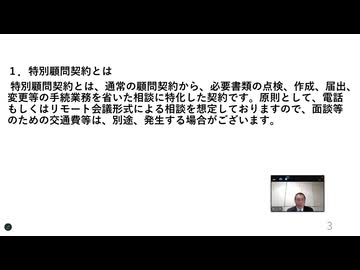 １．特別顧問契約とは
特別顧問契約とは、通常の顧問契約から、必要書類の点検、作成、届出、
変更等の手続業務を省いた相談に特化した契約です。原則として、電話
もしくはリモート会議形式による相談を想定しておりますので、面談等
のための交通費等は、別途、発生する場合がございます。
3